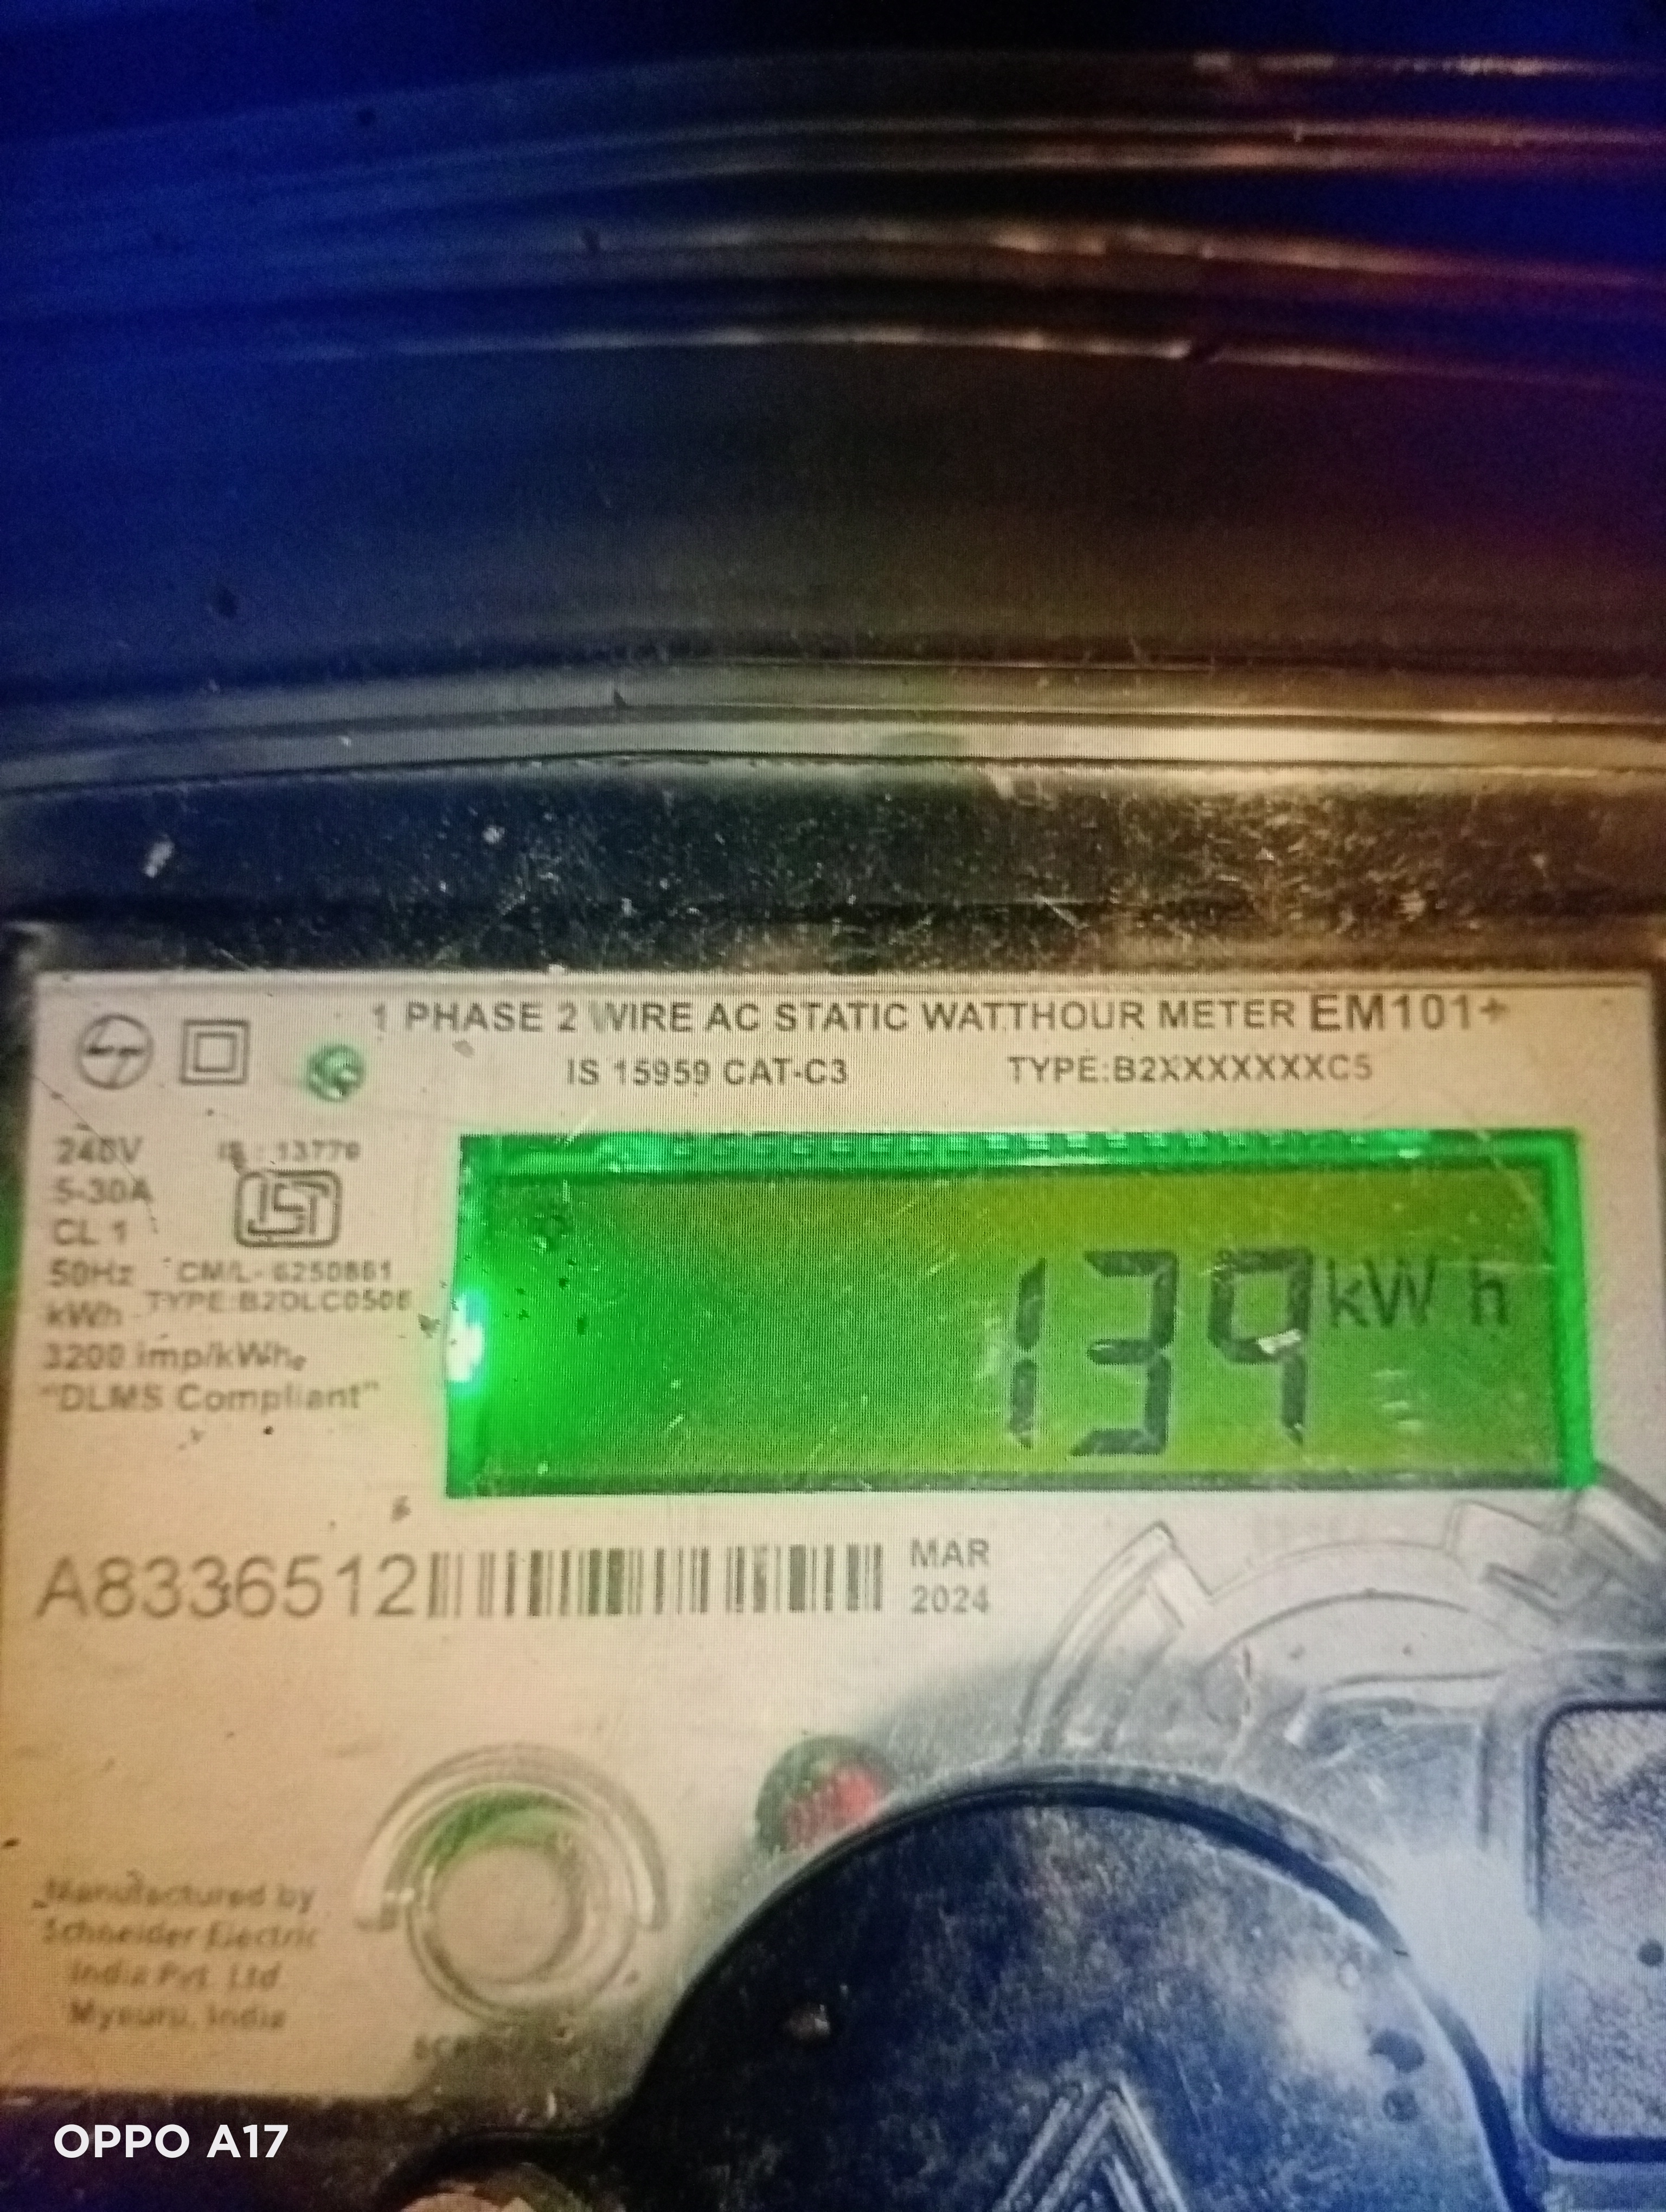 1 PHASE 2 WIRE AC STATIC WATTHOUR METER EM101+
IS 15959 CAT-C3 TYPE:B2XXXXXXXC5
240V IS : 13779
5-30A
CL 1
50Hz CM/L- 6250861
kWh TYPE:B2DLC0506
3200 imp/kWh
"DLMS Compliant"
139 kWh
A8336512 MAR
2024
Manufactured by
Schneider Electric
India Pvt. Ltd
Mysuru, India
OPPO A17